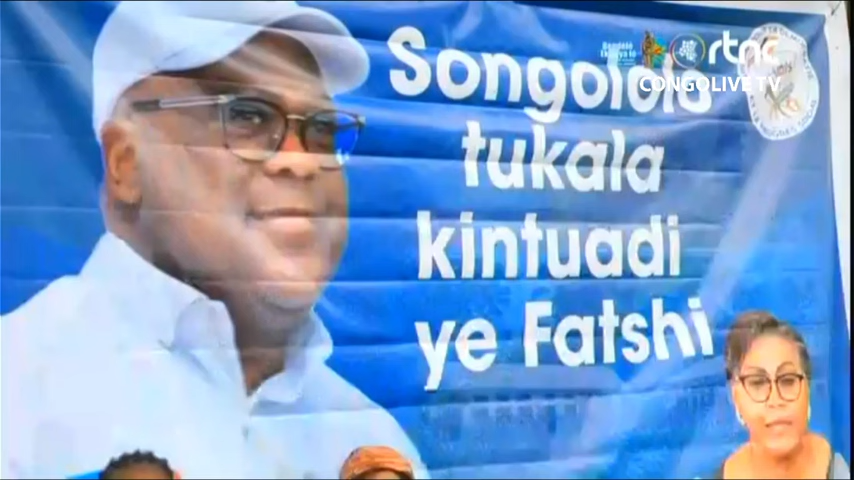 rtnc
CONGOLIVE TV
Songololo
tukala
kintuadi
ye Fatshi